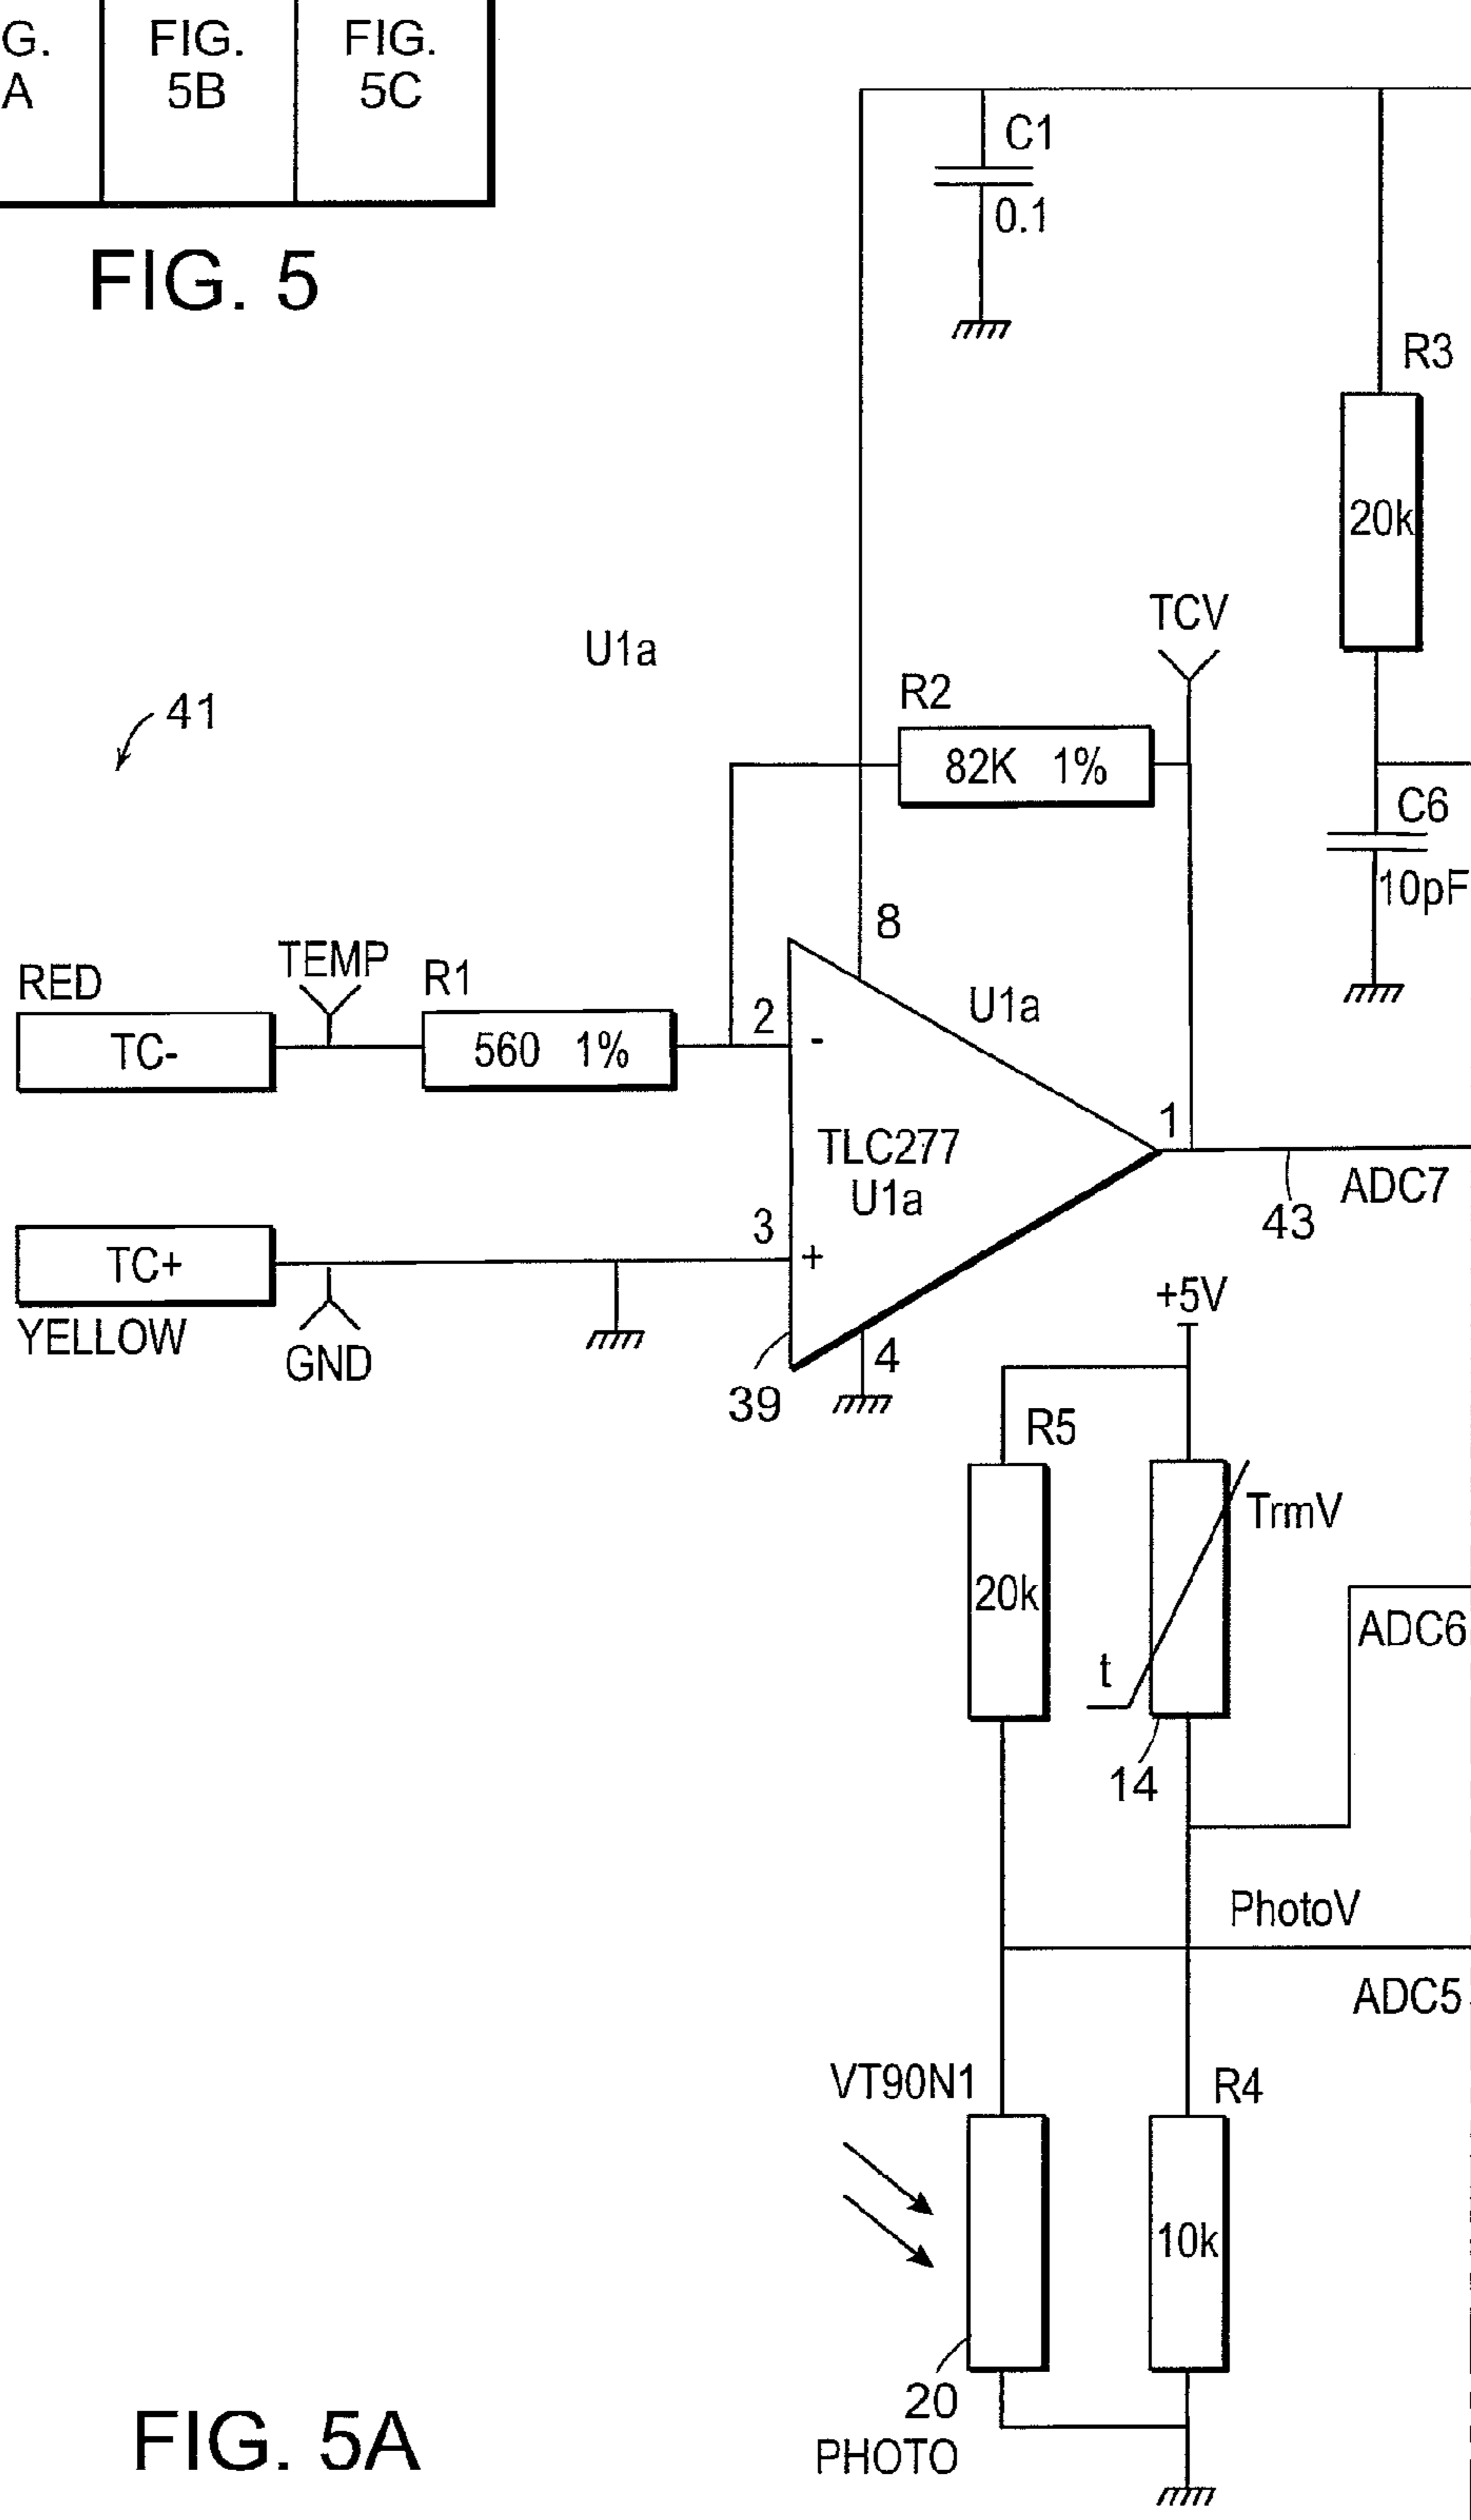 G.
A
FIG.
5B
FIG.
5C
FIG. 5
C1
0.1
R3
20k
TCV
U1a
R2
82K 1%
41
C6
10pF
8
RED
TEMP
R1
TC-
560 1%
2
-
U1a
TLC277
U1a
1
ADC7
43
3
+
TC+
YELLOW
GND
39
4
+5V
R5
20k
TrmV
t
14
ADC6
PhotoV
ADC5
VT90N1
R4
10k
20
PHOTO
FIG. 5A